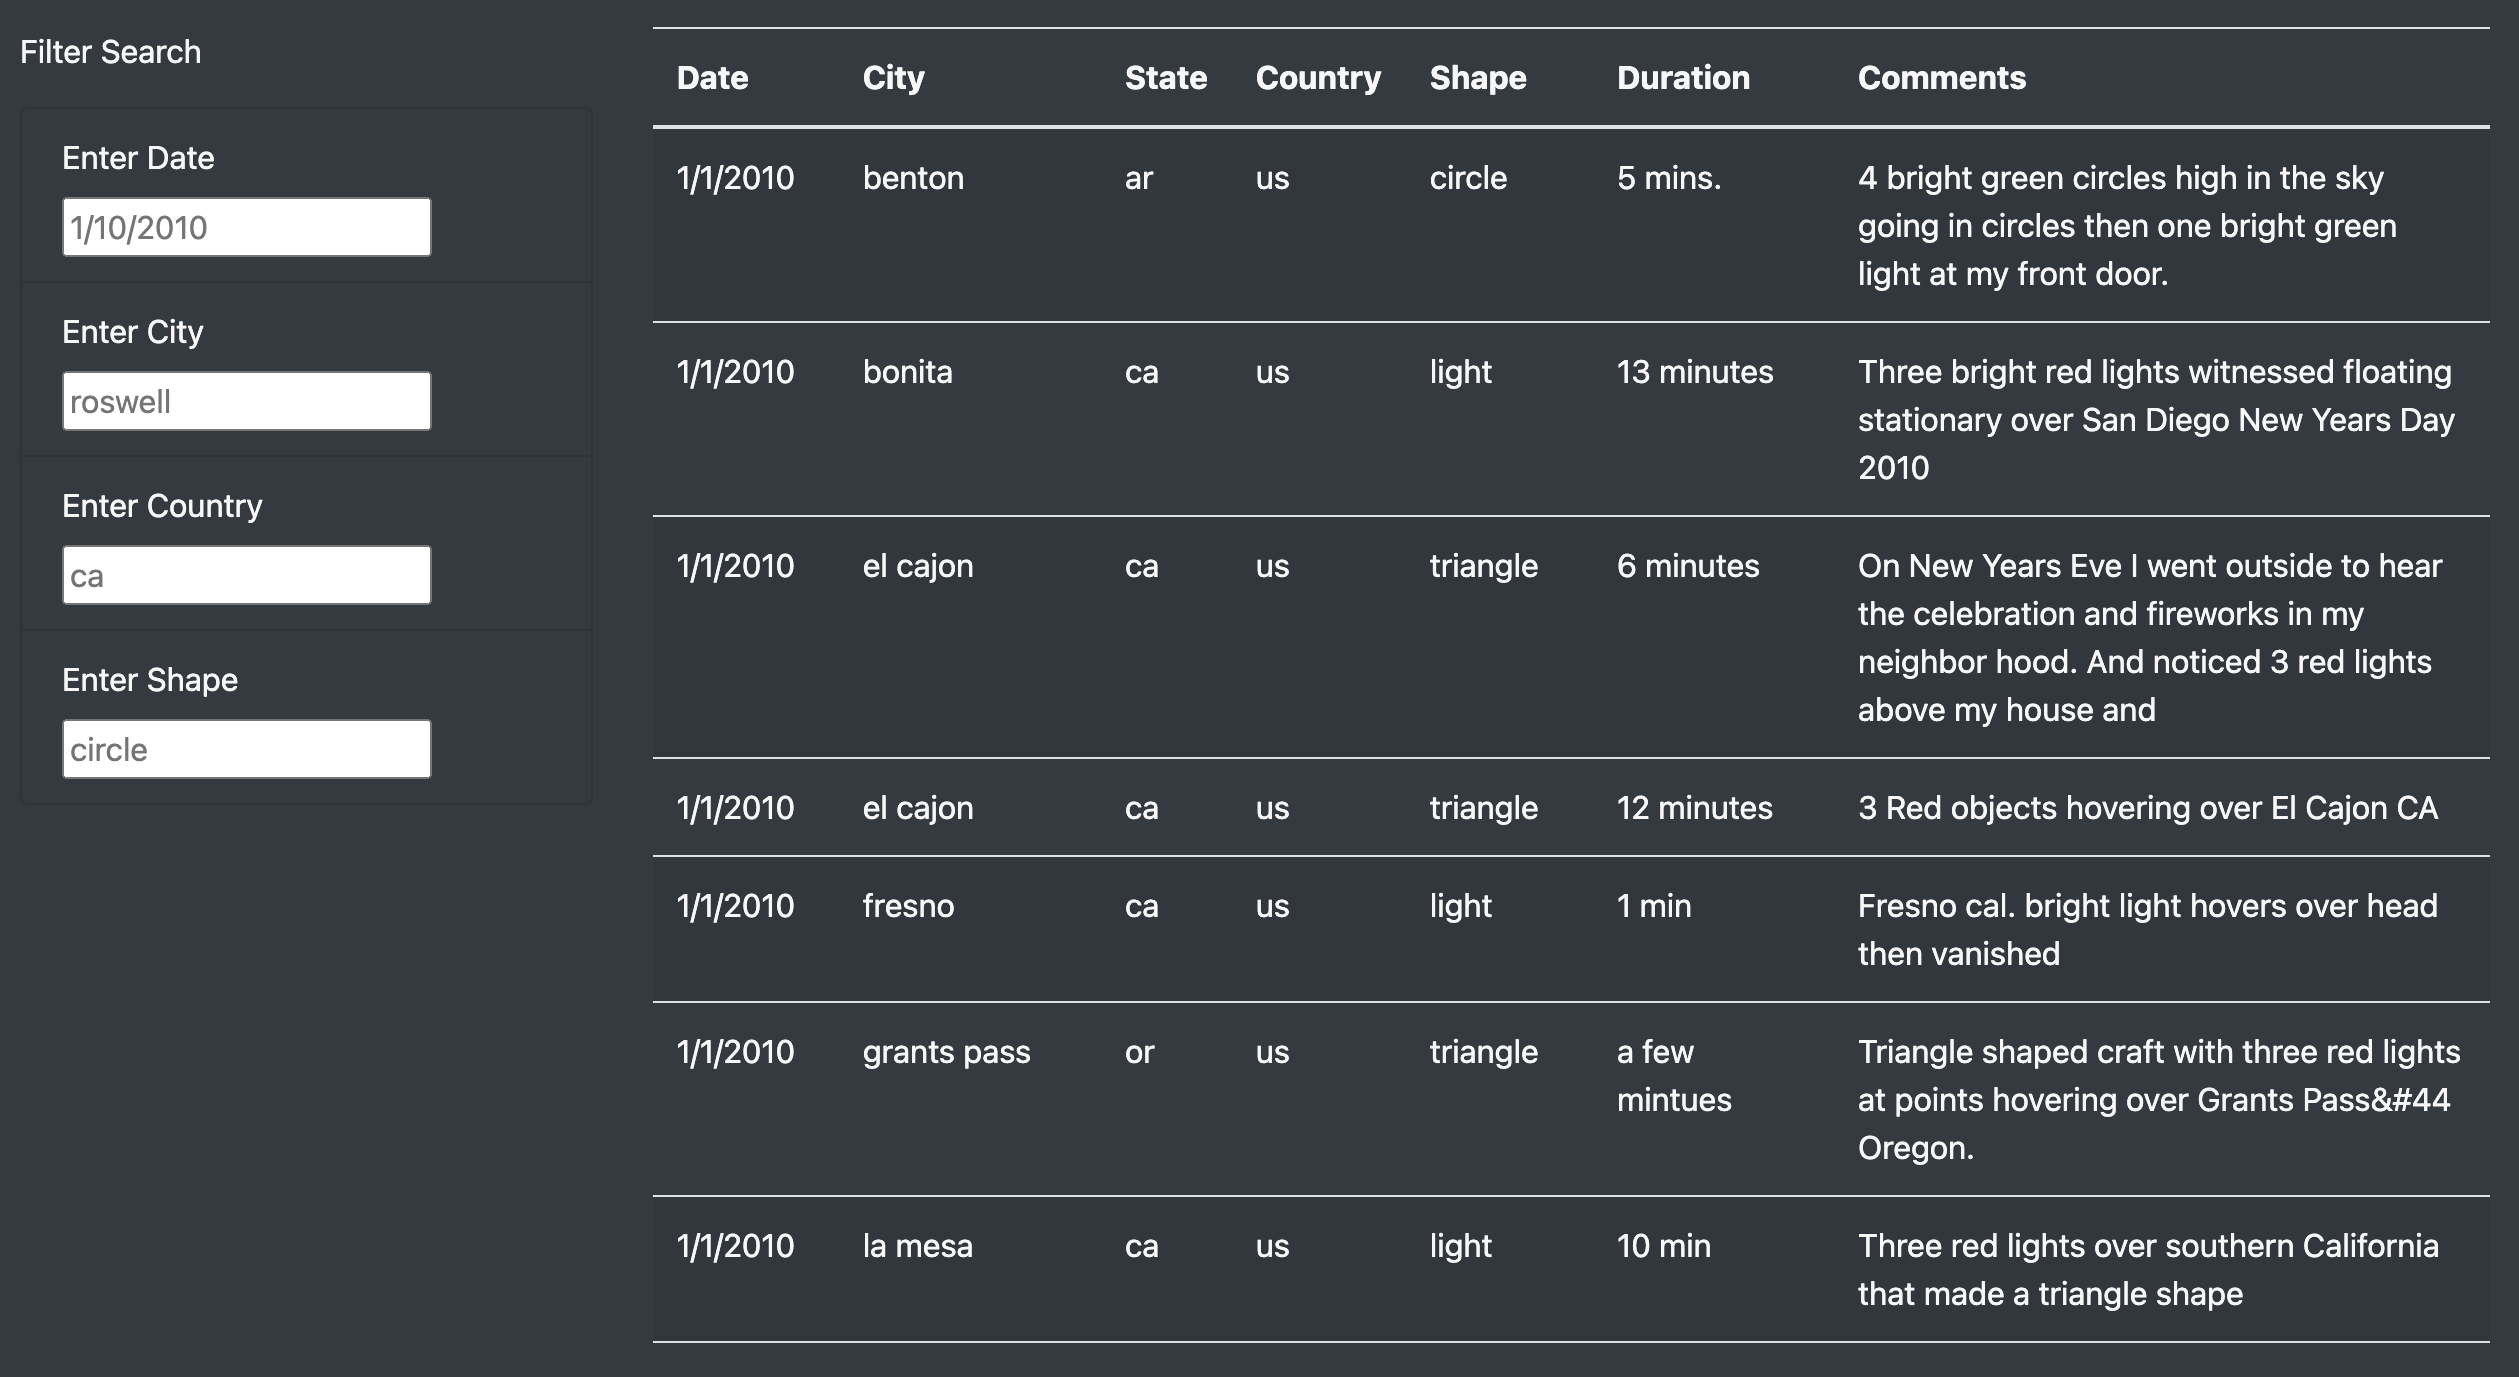 Filter Search
Enter Date
1/10/2010
Enter City
roswell
Enter Country
ca
Enter Shape
circle
Date City State Country Shape Duration Comments
1/1/2010 benton ar us circle 5 mins. 4 bright green circles high in the sky
going in circles then one bright green
light at my front door.
1/1/2010 bonita ca us light 13 minutes Three bright red lights witnessed floating
stationary over San Diego New Years Day
2010
1/1/2010 el cajon ca us triangle 6 minutes On New Years Eve I went outside to hear
the celebration and fireworks in my
neighbor hood. And noticed 3 red lights
above my house and
1/1/2010 el cajon ca us triangle 12 minutes 3 Red objects hovering over El Cajon CA
1/1/2010 fresno ca us light 1 min Fresno cal. bright light hovers over head
then vanished
1/1/2010 grants pass or us triangle a few Triangle shaped craft with three red lights
mintues at points hovering over Grants Pass&#44
Oregon.
1/1/2010 la mesa ca us light 10 min Three red lights over southern California
that made a triangle shape